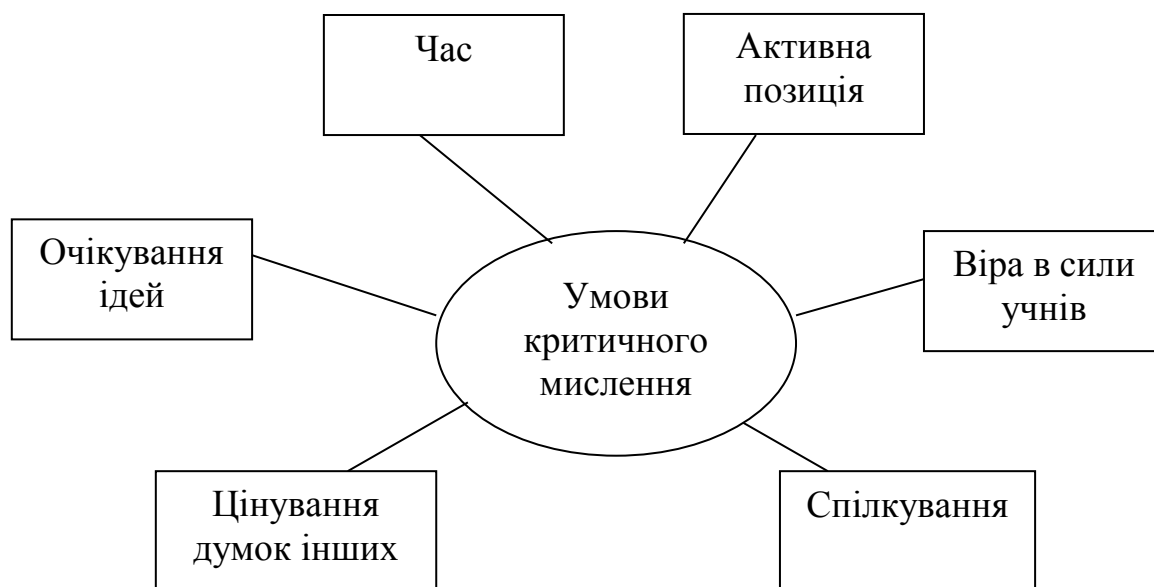 Час
Активна
позиція
Очікування
ідей
Віра в сили
учнів
Умови
критичного
мислення
Цінування
думок інших
Спілкування